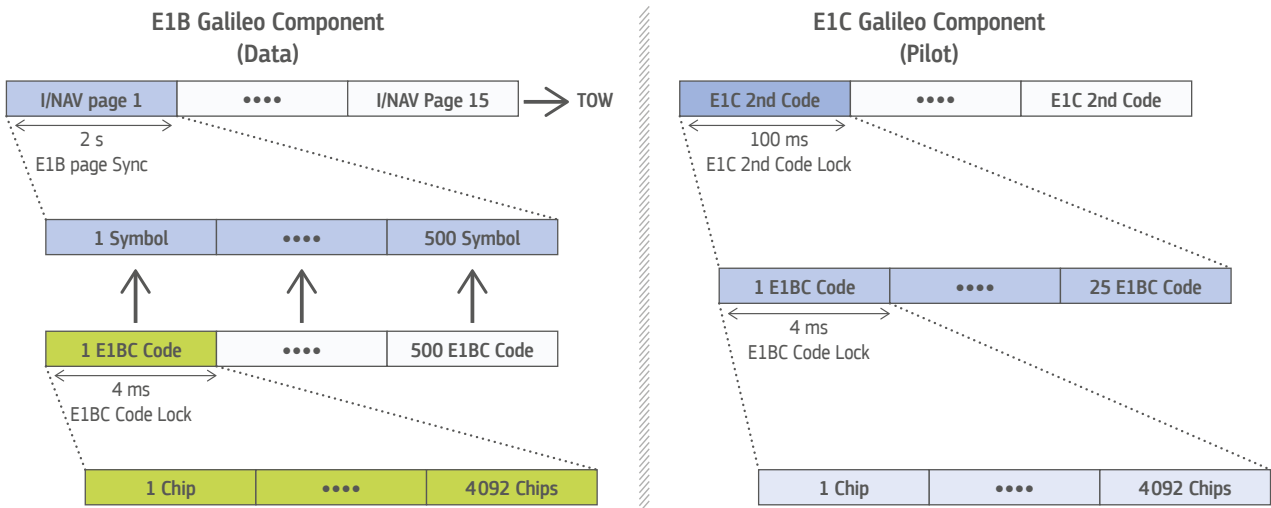 E1B Galileo Component
(Data)
I/NAV page 1 •••• I/NAV Page 15 TOW
2 s
E1B page Sync
1 Symbol •••• 500 Symbol
1 E1BC Code •••• 500 E1BC Code
4 ms
E1BC Code Lock
1 Chip •••• 4092 Chips
E1C Galileo Component
(Pilot)
E1C 2nd Code •••• E1C 2nd Code
100 ms
E1C 2nd Code Lock
1 E1BC Code •••• 25 E1BC Code
4 ms
E1BC Code Lock
1 Chip •••• 4092 Chips